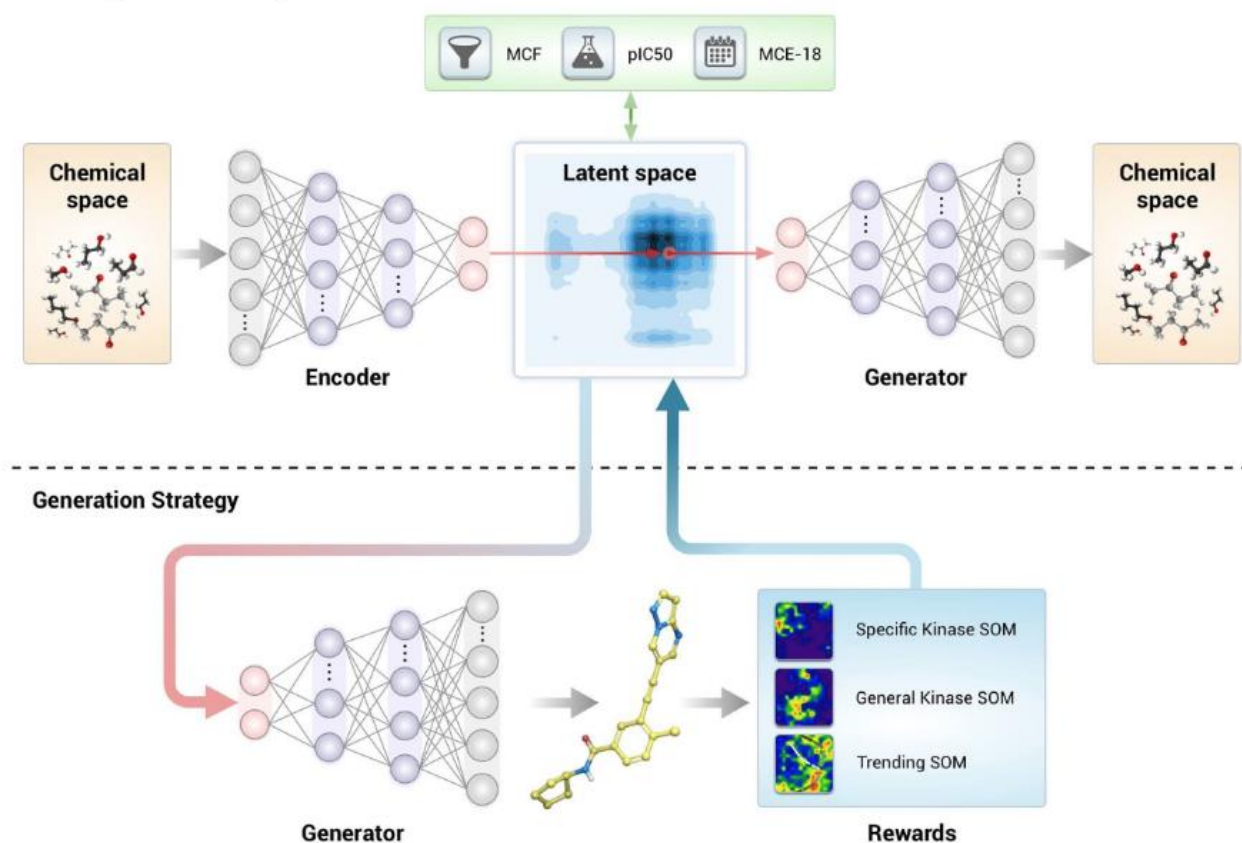 MCF
pIC50
MCE-18
Chemical
space
Latent space
Chemical
space
Encoder
Generator
Generation Strategy
Specific Kinase SOM
General Kinase SOM
Trending SOM
Generator
Rewards